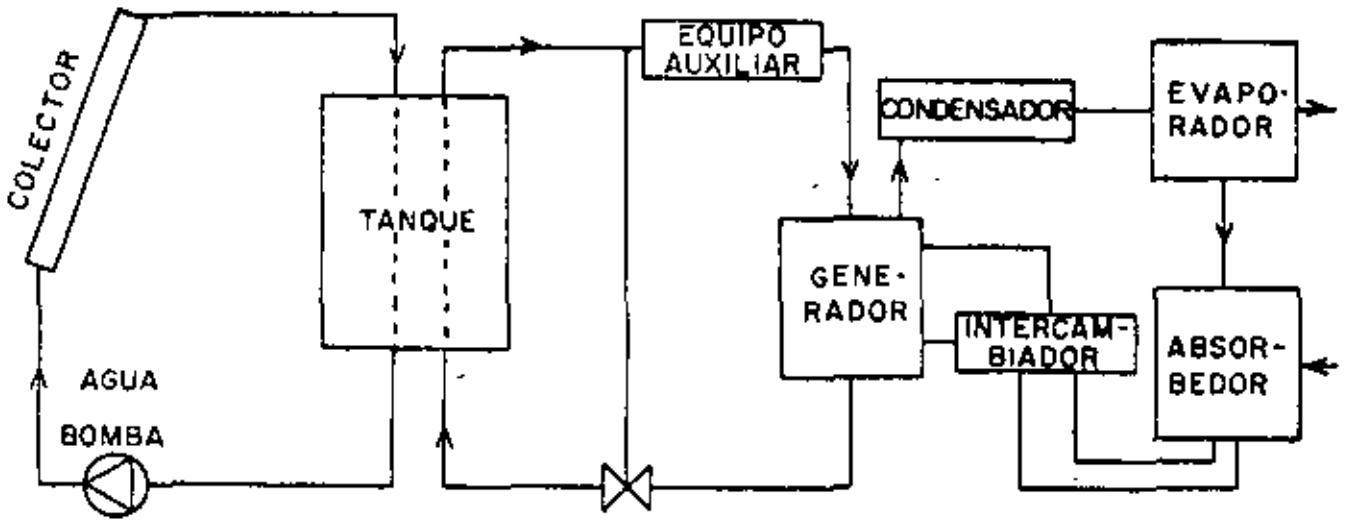 COLECTOR
AGUA
BOMBA
TANQUE
EQUIPO
AUXILIAR
CONDENSADOR
EVAPO-
RADOR
GENE-
RADOR
INTERCAM-
BIADOR
ABSOR-
BEDOR